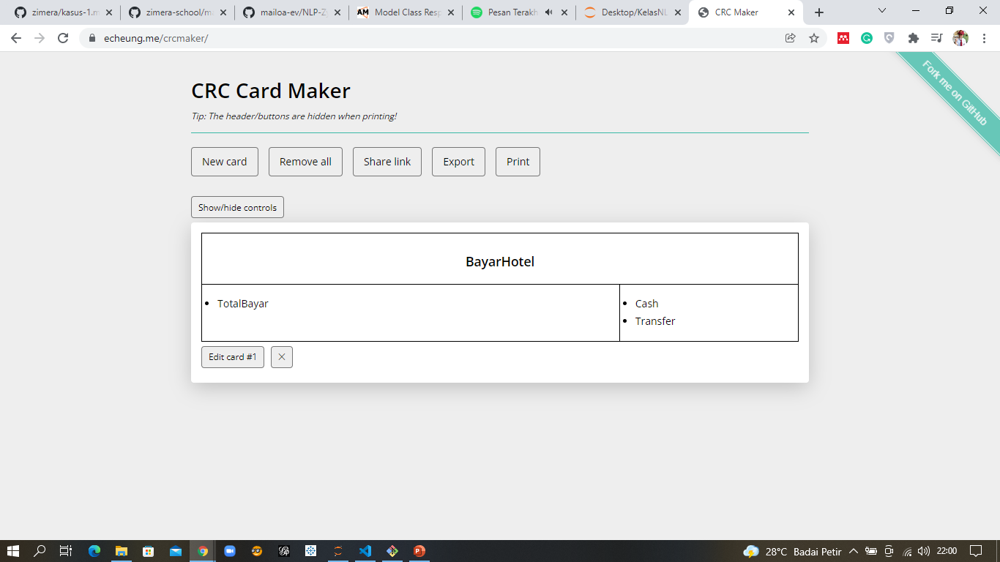 zimera/kasus-1.m
zimera-school/ma
mailoa-ev/NLP-Z
AM Model Class Resp
Pesan Terakh
Desktop/KelasNL
CRC Maker
echeung.me/crcmaker/
Fork me on GitHub
CRC Card Maker
Tip: The header/buttons are hidden when printing!
New card
Remove all
Share link
Export
Print
Show/hide controls
BayarHotel
• TotalBayar
• Cash
• Transfer
Edit card #1
28°C Badai Petir
22:00